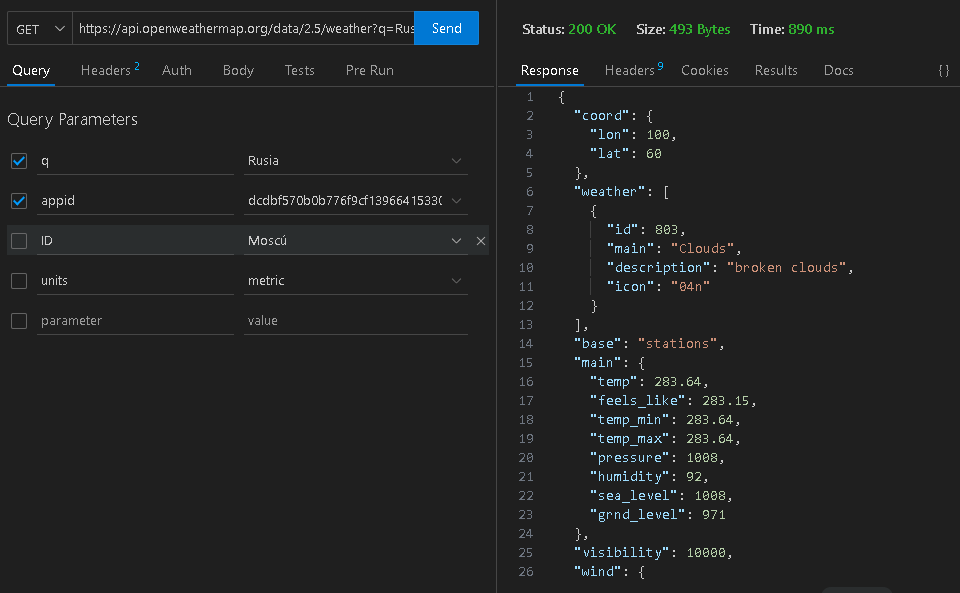 GET https://api.openweathermap.org/data/2.5/weather?q=Rus Send
Query Headers 2 Auth Body Tests Pre Run
Query Parameters
q Rusia
appid dcdbf570b0b776f9cf13966415330
ID Moscú
units metric
parameter value
Status: 200 OK Size: 493 Bytes Time: 890 ms
Response Headers 9 Cookies Results Docs { }
1 {
2 "coord": {
3 "lon": 100,
4 "lat": 60
5 },
6 "weather": [
7 {
8 "id": 803,
9 "main": "Clouds",
10 "description": "broken clouds",
11 "icon": "04n"
12 }
13 ],
14 "base": "stations",
15 "main": {
16 "temp": 283.64,
17 "feels_like": 283.15,
18 "temp_min": 283.64,
19 "temp_max": 283.64,
20 "pressure": 1008,
21 "humidity": 92,
22 "sea_level": 1008,
23 "grnd_level": 971
24 },
25 "visibility": 10000,
26 "wind": {